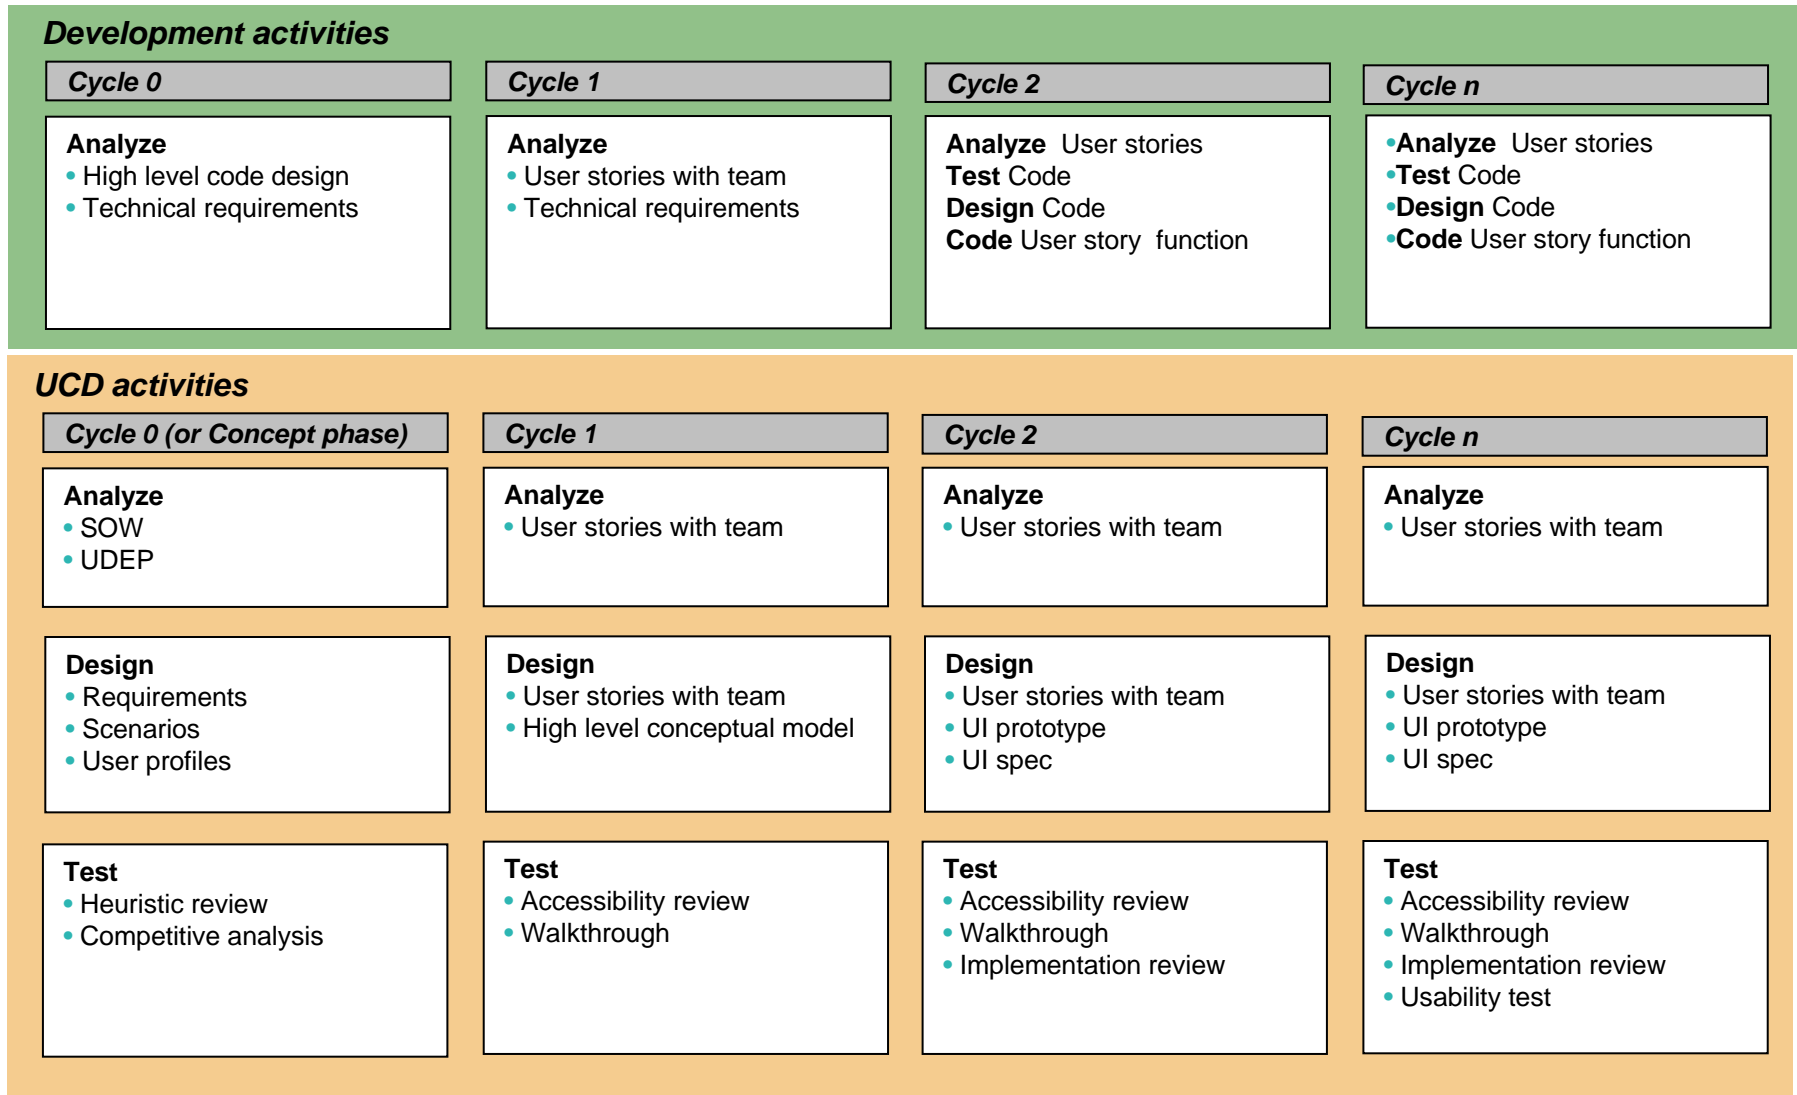 Development activities
Cycle 0
Analyze
• High level code design
• Technical requirements
Cycle 1
Analyze
• User stories with team
• Technical requirements
Cycle 2
Analyze User stories
Test Code
Design Code
Code User story function
Cycle n
•Analyze User stories
•Test Code
•Design Code
•Code User story function
UCD activities
Cycle 0 (or Concept phase)
Analyze
• SOW
• UDEP
Design
• Requirements
• Scenarios
• User profiles
Test
• Heuristic review
• Competitive analysis
Cycle 1
Analyze
• User stories with team
Design
• User stories with team
• High level conceptual model
Test
• Accessibility review
• Walkthrough
Cycle 2
Analyze
• User stories with team
Design
• User stories with team
• UI prototype
• UI spec
Test
• Accessibility review
• Walkthrough
• Implementation review
Cycle n
Analyze
• User stories with team
Design
• User stories with team
• UI prototype
• UI spec
Test
• Accessibility review
• Walkthrough
• Implementation review
• Usability test